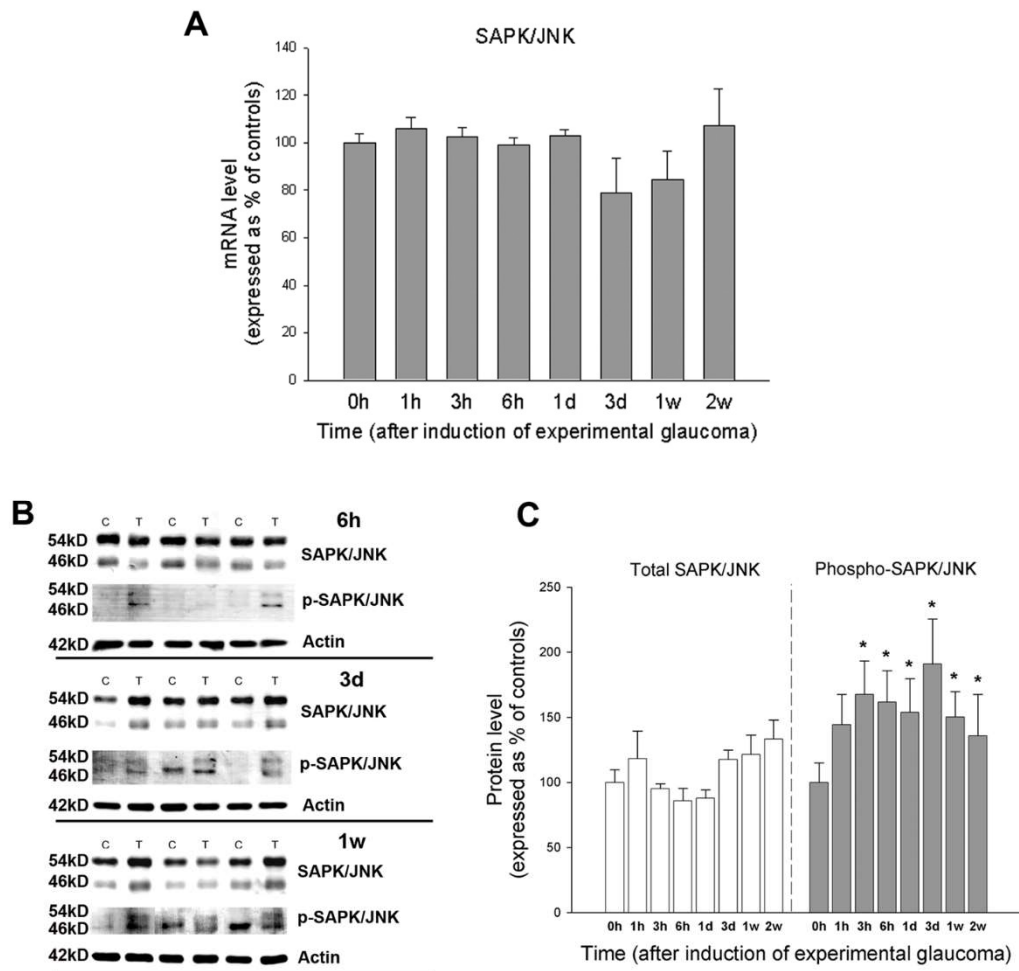 A
SAPK/JNK
mRNA level
(expressed as % of controls)
140
120
100
80
60
40
20
0
0h 1h 3h 6h 1d 3d 1w 2w
Time (after induction of experimental glaucoma)
B
C T C T C T 6h
54kD
46kD
SAPK/JNK
54kD
46kD
p-SAPK/JNK
42kD Actin
C T C T C T 3d
54kD
46kD
SAPK/JNK
54kD
46kD
p-SAPK/JNK
42kD Actin
C T C T C T 1w
54kD
46kD
SAPK/JNK
54kD
46kD
p-SAPK/JNK
42kD Actin
C
Total SAPK/JNK Phospho-SAPK/JNK
Protein level
(expressed as % of controls)
250
200
150
100
50
0
* * * * * *
0h 1h 3h 6h 1d 3d 1w 2w 0h 1h 3h 6h 1d 3d 1w 2w
Time (after induction of experimental glaucoma)